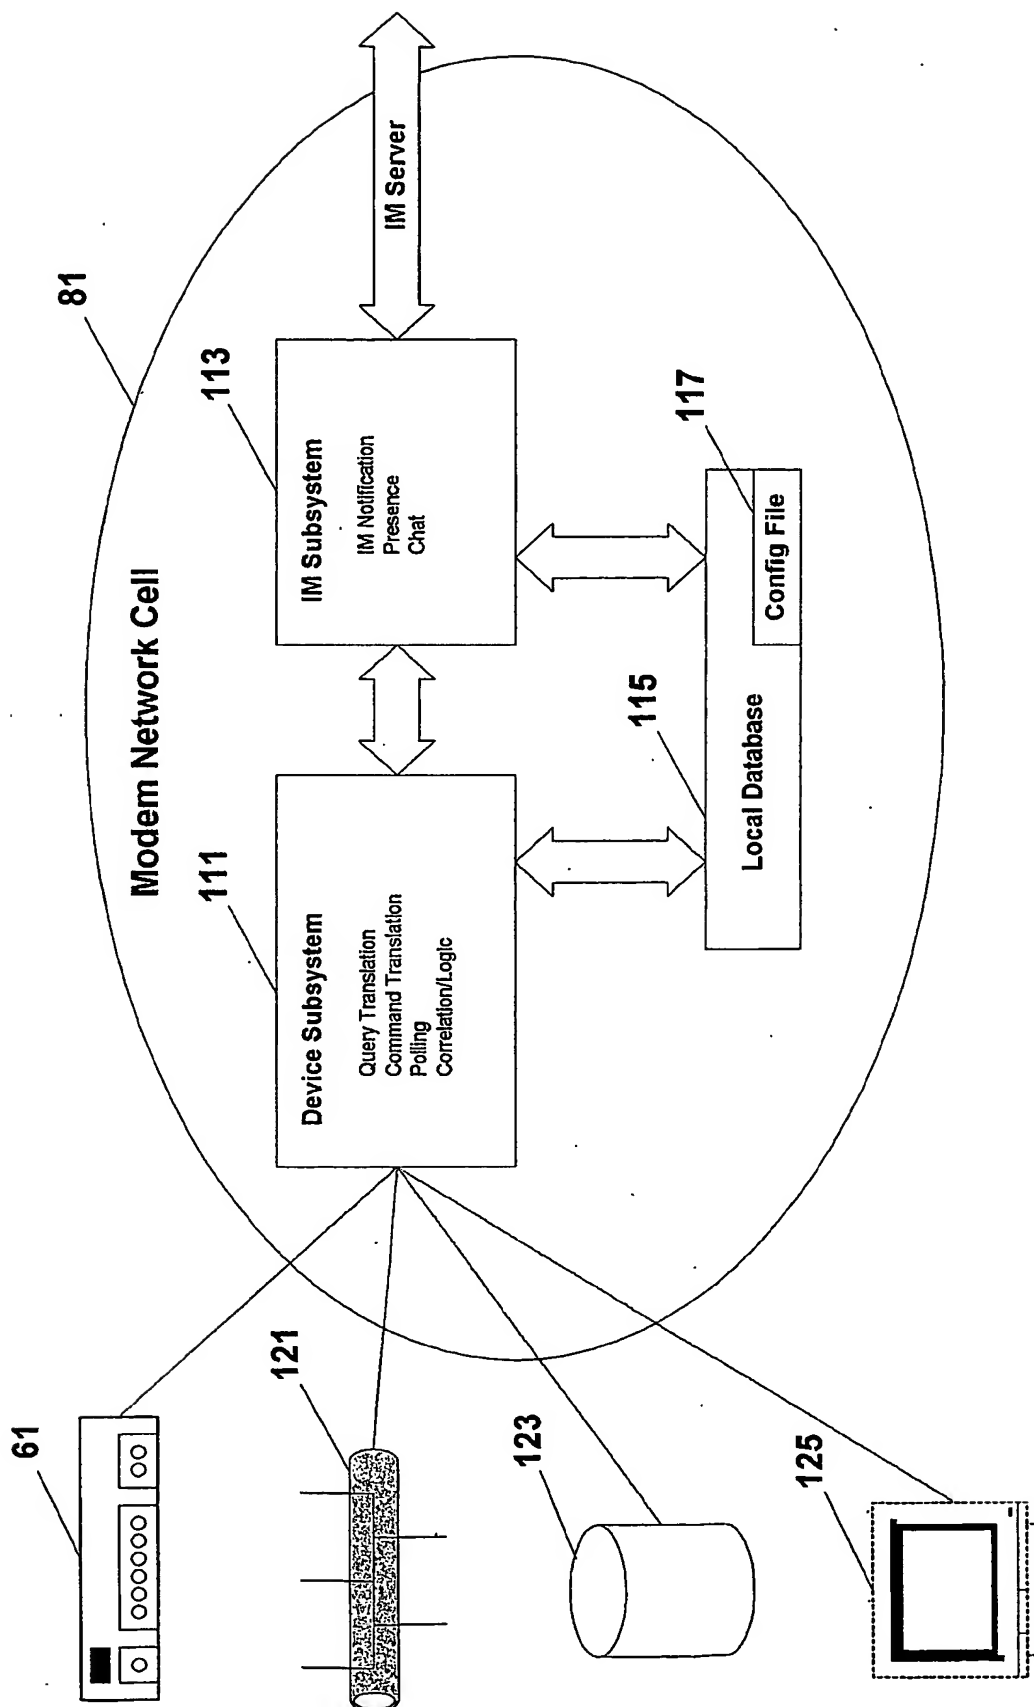 61
121
123
125
Modem Network Cell
81
111
Device Subsystem
Query Translation
Command Translation
Polling
Correlation/Logic
113
IM Subsystem
IM Notification
Presence
Chat
IM Server
115
Local Database
117
Config File